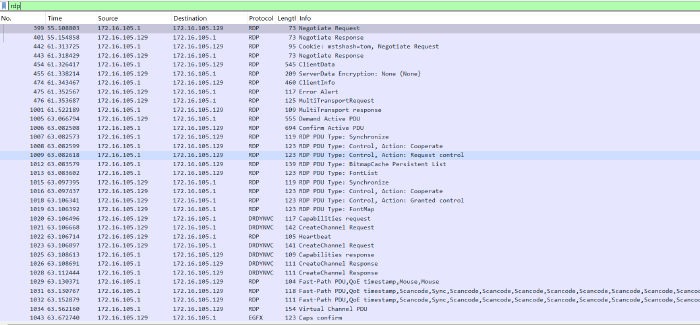 rdp
No. Time Source Destination Protocol Lengtl Info
399 55.108803 172.16.105.1 172.16.105.129 RDP 73 Negotiate Request
401 55.154858 172.16.105.129 172.16.105.1 RDP 73 Negotiate Response
442 61.313725 172.16.105.1 172.16.105.129 RDP 95 Cookie: mstshash=tom, Negotiate Request
443 61.318429 172.16.105.129 172.16.105.1 RDP 73 Negotiate Response
454 61.326417 172.16.105.1 172.16.105.129 RDP 545 ClientData
455 61.338214 172.16.105.129 172.16.105.1 RDP 209 ServerData Encryption: None (None)
474 61.343467 172.16.105.1 172.16.105.129 RDP 460 ClientInfo
475 61.352567 172.16.105.129 172.16.105.1 RDP 117 Error Alert
476 61.353687 172.16.105.129 172.16.105.1 RDP 125 MultiTransportRequest
1001 61.522189 172.16.105.1 172.16.105.129 RDP 109 MultiTransport response
1005 63.066794 172.16.105.129 172.16.105.1 RDP 555 Demand Active PDU
1006 63.082508 172.16.105.1 172.16.105.129 RDP 694 Confirm Active PDU
1007 63.082573 172.16.105.1 172.16.105.129 RDP 119 RDP PDU Type: Synchronize
1008 63.082599 172.16.105.1 172.16.105.129 RDP 123 RDP PDU Type: Control, Action: Cooperate
1009 63.082618 172.16.105.1 172.16.105.129 RDP 123 RDP PDU Type: Control, Action: Request control
1012 63.083579 172.16.105.1 172.16.105.129 RDP 159 RDP PDU Type: BitmapCache Persistent List
1013 63.083602 172.16.105.1 172.16.105.129 RDP 123 RDP PDU Type: FontList
1015 63.097395 172.16.105.129 172.16.105.1 RDP 119 RDP PDU Type: Synchronize
1016 63.097637 172.16.105.129 172.16.105.1 RDP 123 RDP PDU Type: Control, Action: Cooperate
1018 63.106341 172.16.105.129 172.16.105.1 RDP 123 RDP PDU Type: Control, Action: Granted control
1019 63.106392 172.16.105.129 172.16.105.1 RDP 123 RDP PDU Type: FontMap
1020 63.106496 172.16.105.129 172.16.105.1 DRDYNVC 117 Capabilities request
1021 63.106668 172.16.105.129 172.16.105.1 DRDYNVC 142 CreateChannel Request
1022 63.106714 172.16.105.129 172.16.105.1 RDP 105 Heartbeat
1023 63.106897 172.16.105.129 172.16.105.1 DRDYNVC 141 CreateChannel Request
1025 63.108613 172.16.105.1 172.16.105.129 DRDYNVC 109 Capabilities response
1026 63.108691 172.16.105.1 172.16.105.129 DRDYNVC 111 CreateChannel Response
1028 63.112444 172.16.105.1 172.16.105.129 DRDYNVC 111 CreateChannel Response
1029 63.130371 172.16.105.1 172.16.105.129 RDP 104 Fast-Path PDU,QoE timestamp,Mouse,Mouse
1031 63.130767 172.16.105.1 172.16.105.129 RDP 118 Fast-Path PDU,QoE timestamp,Scancode,Sync,Scancode,Scancode,Scancode,Scancode,Scancode,Scancode,Scancod
1032 63.152879 172.16.105.1 172.16.105.129 RDP 111 Fast-Path PDU,QoE timestamp,Scancode,Scancode,Scancode,Scancode,Scancode,Scancode,Scancode,Scancode,Scan
1034 63.562160 172.16.105.129 172.16.105.1 RDP 154 Virtual Channel PDU
1043 63.672740 172.16.105.129 172.16.105.1 EGFX 123 Caps confirm